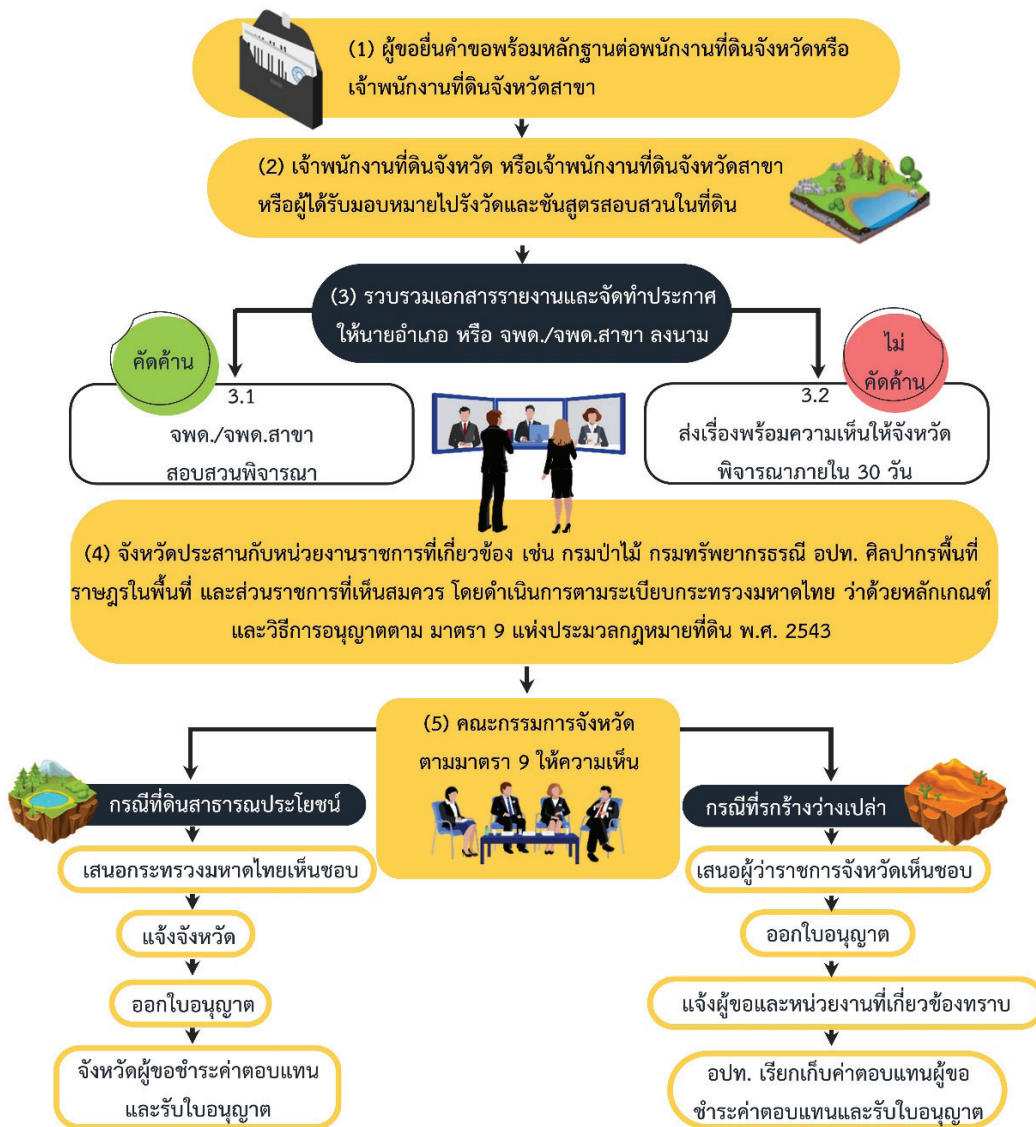 (1) ผู้ขอยื่นคำขอพร้อมหลักฐานต่อพนักงานที่ดินจังหวัดหรือ
เจ้าพนักงานที่ดินจังหวัดสาขา
(2) เจ้าพนักงานที่ดินจังหวัด หรือเจ้าพนักงานที่ดินจังหวัดสาขา
หรือผู้ได้รับมอบหมายไปรังวัดและชันสูตรสอบสวนในที่ดิน
(3) รวบรวมเอกสารรายงานและจัดทำประกาศ
ให้นายอำเภอ หรือ จพด./จพด.สาขา ลงนาม
คัดค้าน
3.1
จพด./จพด.สาขา
สอบสวนพิจารณา
ไม่
คัดค้าน
3.2
ส่งเรื่องพร้อมความเห็นให้จังหวัด
พิจารณาภายใน 30 วัน
(4) จังหวัดประสานกับหน่วยงานราชการที่เกี่ยวข้อง เช่น กรมป่าไม้ กรมทรัพยากรธรณี อปท. ศิลปากรพื้นที่
ราษฎรในพื้นที่ และส่วนราชการที่เห็นสมควร โดยดำเนินการตามระเบียบกระทรวงมหาดไทย ว่าด้วยหลักเกณฑ์
และวิธีการอนุญาตตาม มาตรา 9 แห่งประมวลกฎหมายที่ดิน พ.ศ. 2543
(5) คณะกรรมการจังหวัด
ตามมาตรา 9 ให้ความเห็น
กรณีที่ดินสาธารณประโยชน์
เสนอกระทรวงมหาดไทยเห็นชอบ
แจ้งจังหวัด
ออกใบอนุญาต
จังหวัดผู้ขอชำระค่าตอบแทน
และรับใบอนุญาต
กรณีที่รกร้างว่างเปล่า
เสนอผู้ว่าราชการจังหวัดเห็นชอบ
ออกใบอนุญาต
แจ้งผู้ขอและหน่วยงานที่เกี่ยวข้องทราบ
อปท. เรียกเก็บค่าตอบแทนผู้ขอ
ชำระค่าตอบแทนและรับใบอนุญาต